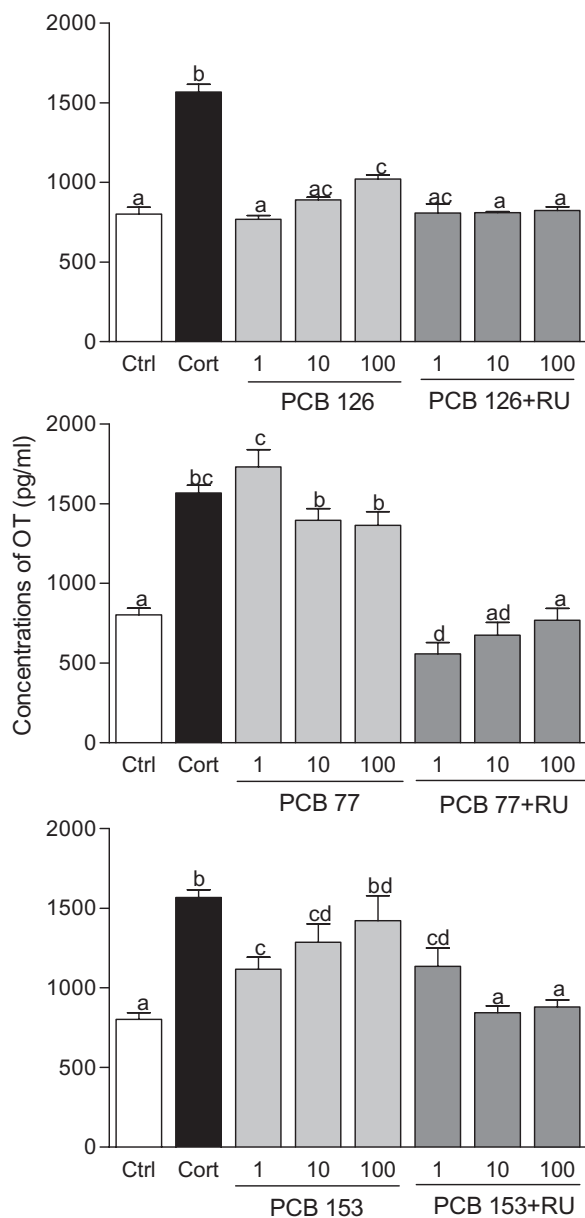 Concentrations of OT (pg/ml)
2000
1500
1000
500
0
a
b
a
ac
c
ac
a
a
Ctrl Cort 1 10 100 1 10 100
PCB 126 PCB 126+RU
2000
1500
1000
500
0
a
bc
c
b
b
d
ad
a
Ctrl Cort 1 10 100 1 10 100
PCB 77 PCB 77+RU
2000
1500
1000
500
0
a
b
c
cd
bd
cd
a
a
Ctrl Cort 1 10 100 1 10 100
PCB 153 PCB 153+RU